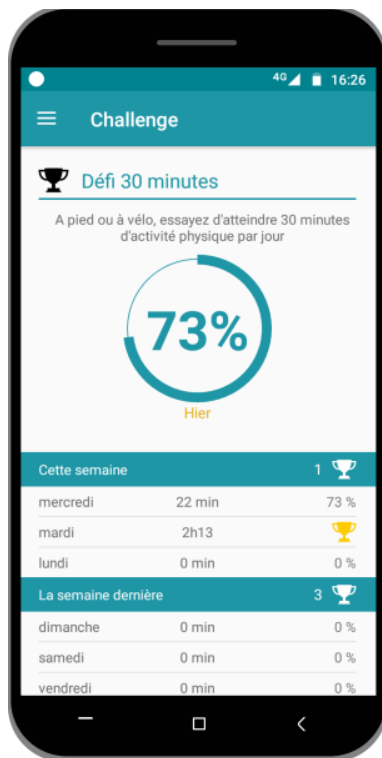 4G 16:26
Challenge
Défi 30 minutes
A pied ou à vélo, essayez d'atteindre 30 minutes
d'activité physique par jour
73%
Hier
Cette semaine 1
mercredi 22 min 73 %
mardi 2h13
lundi 0 min 0 %
La semaine dernière 3
dimanche 0 min 0 %
samedi 0 min 0 %
vendredi 0 min 0 %